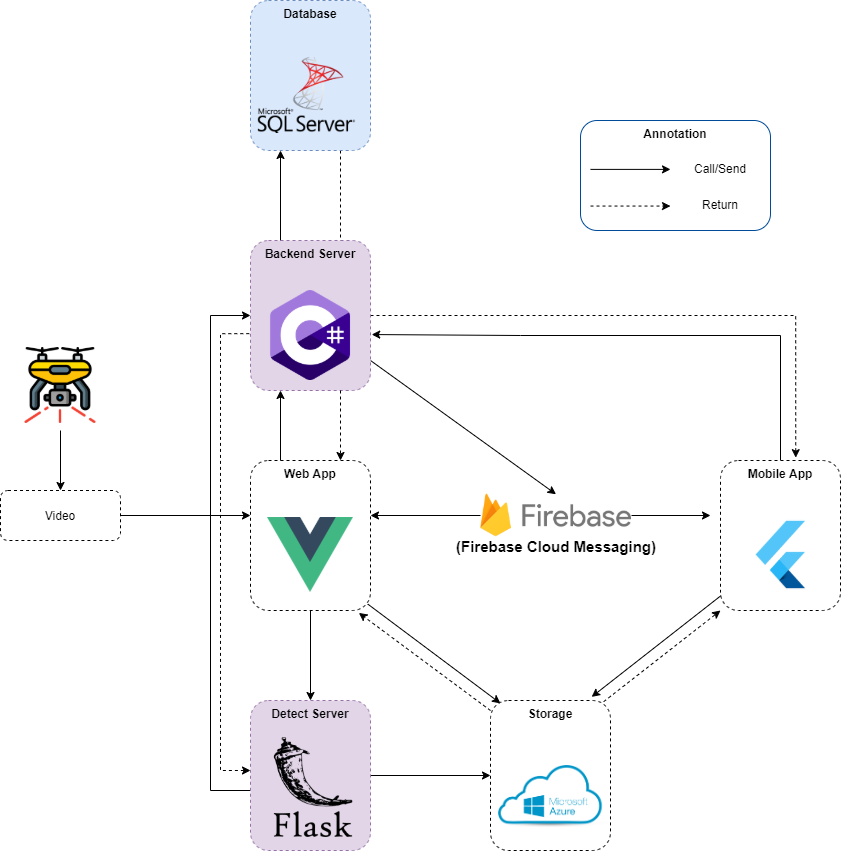 Database
Microsoft®
SQL Server
Annotation
Call/Send
Return
Backend Server
C#
Video
Web App
Firebase
(Firebase Cloud Messaging)
Mobile App
Detect Server
Flask
Storage
Microsoft
Azure